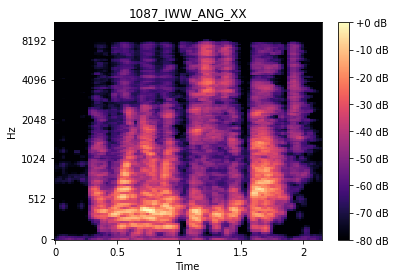 1087_IWW_ANG_XX
8192
4096
2048
1024
512
0
Hz
0
0.5
1
1.5
2
Time
+0 dB
-10 dB
-20 dB
-30 dB
-40 dB
-50 dB
-60 dB
-70 dB
-80 dB